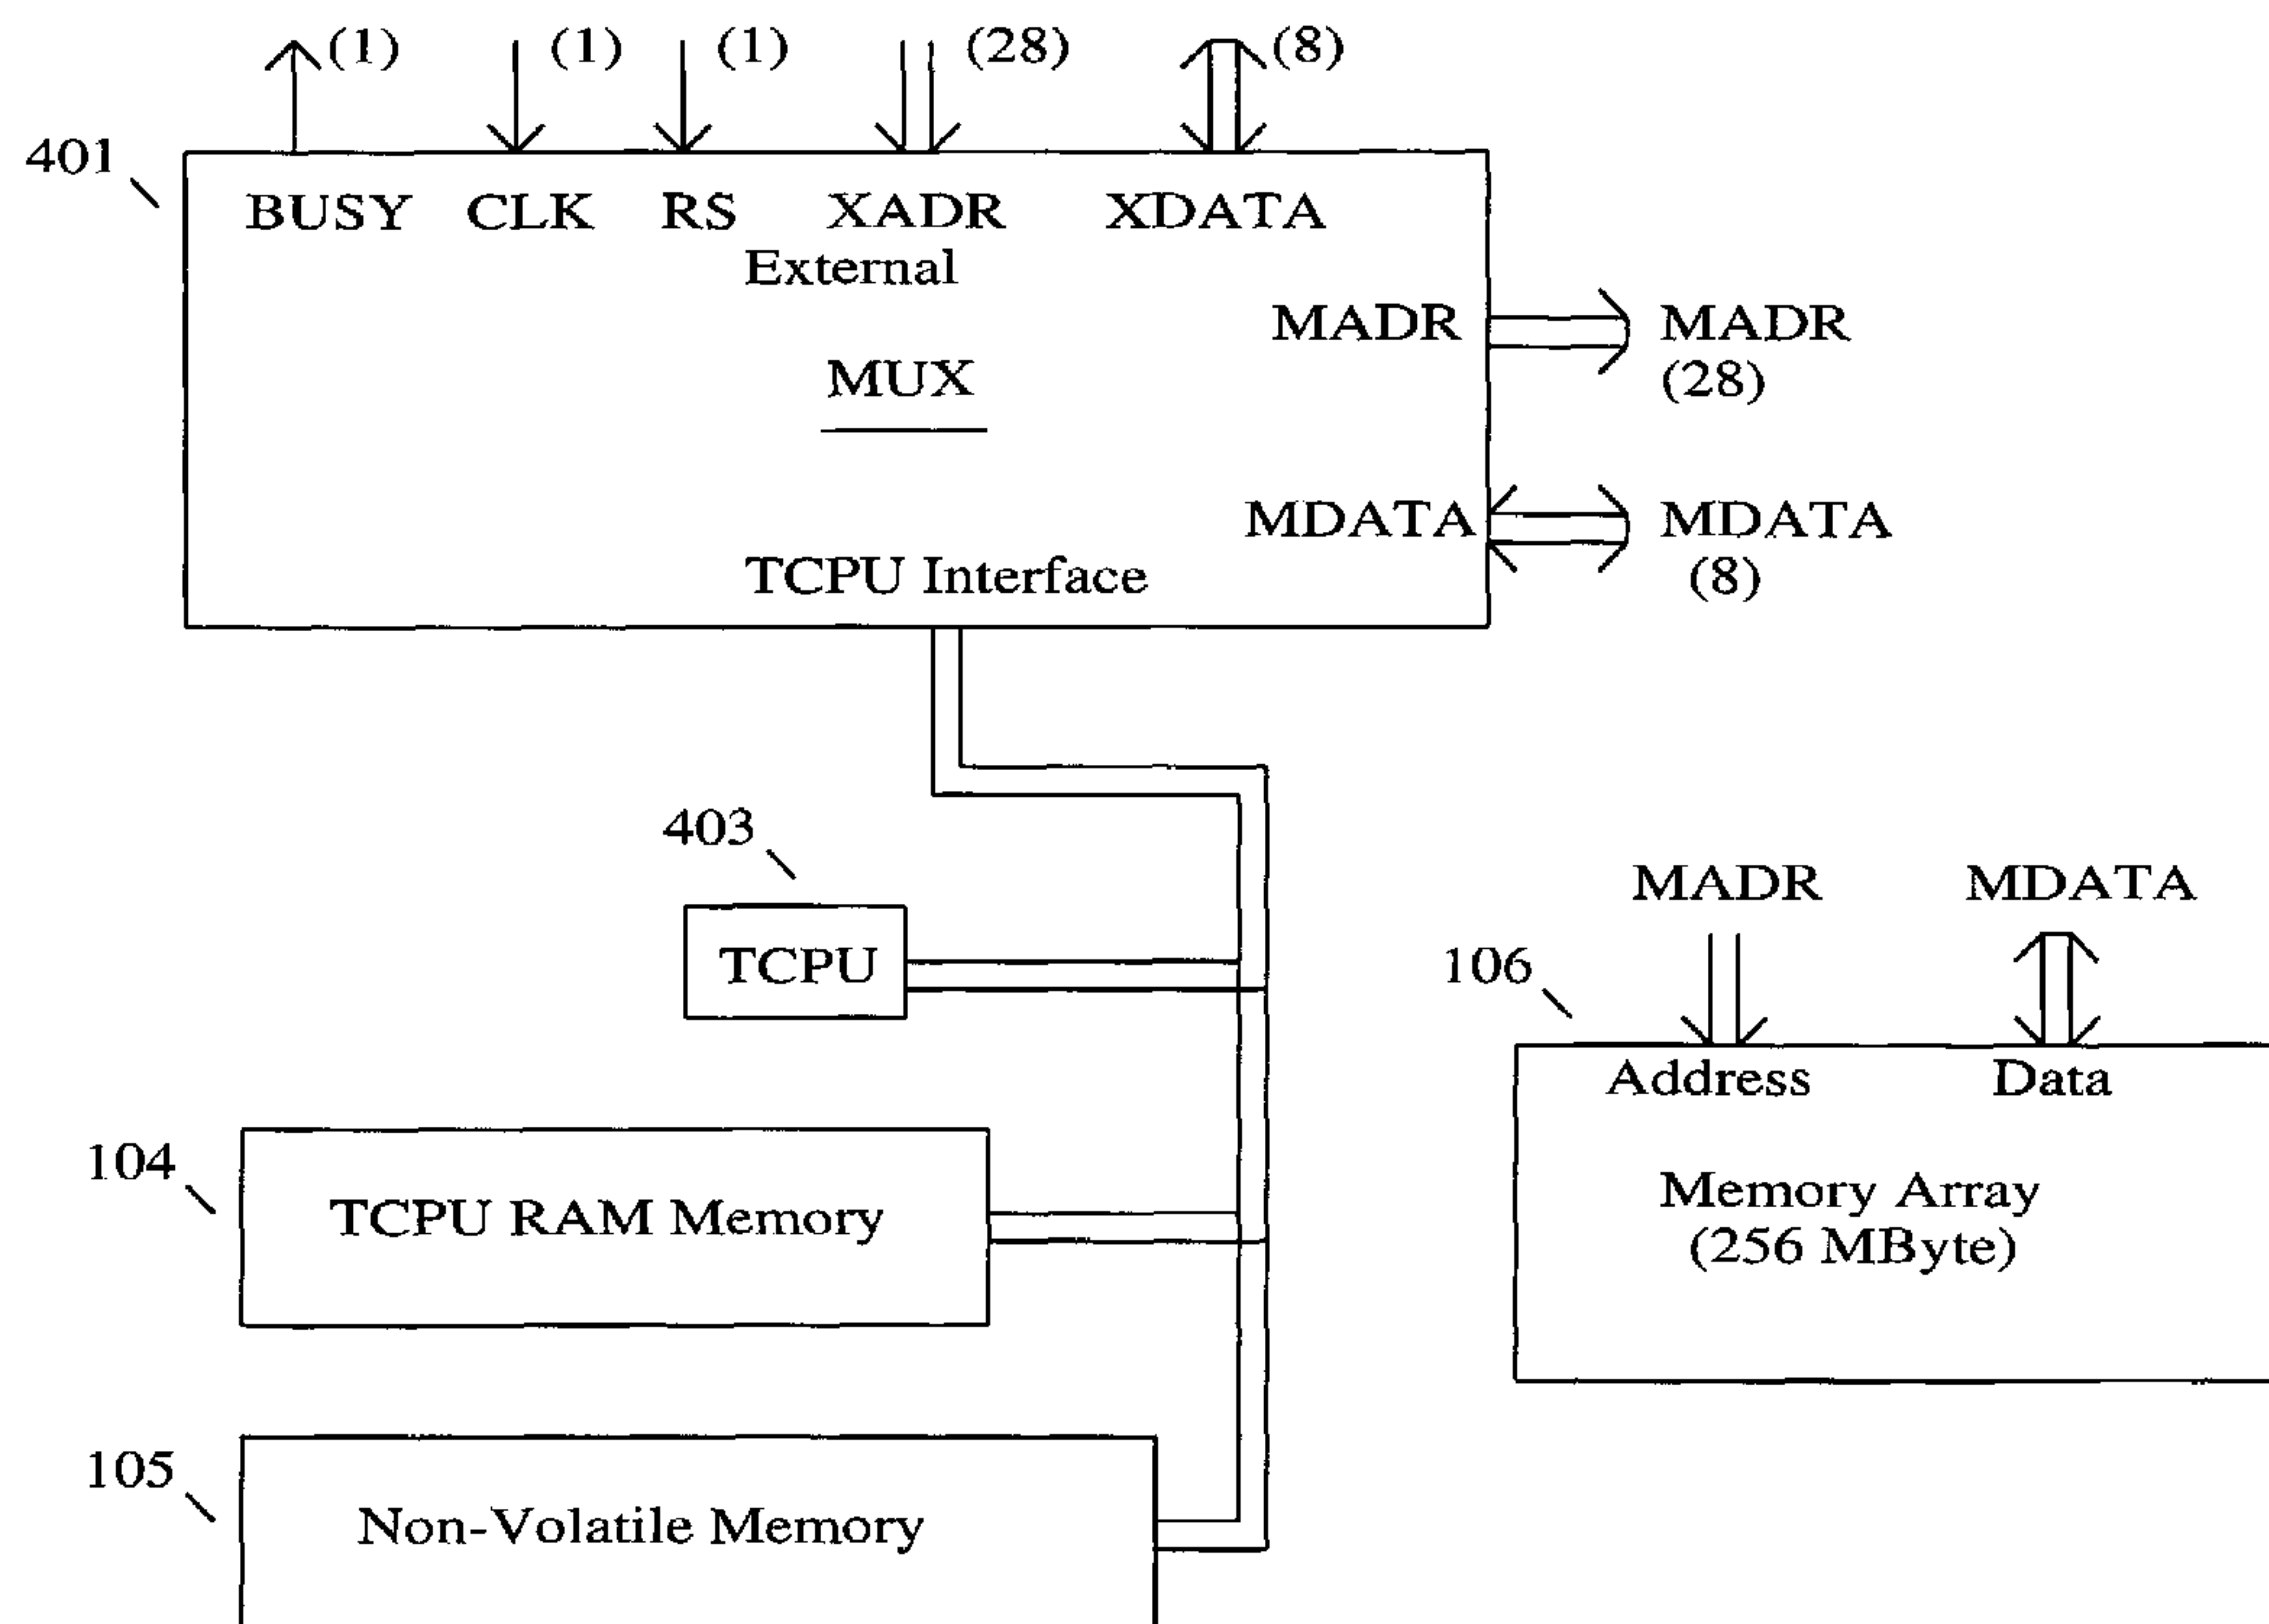 (1) (1) (1) (28) (8)
401
BUSY CLK RS XADR XDATA
External
MADR MADR
(28)
MUX
MDATA MDATA
(8)
TCPU Interface
403
TCPU
MADR MDATA
106
Address Data
Memory Array
(256 MByte)
104
TCPU RAM Memory
105
Non-Volatile Memory